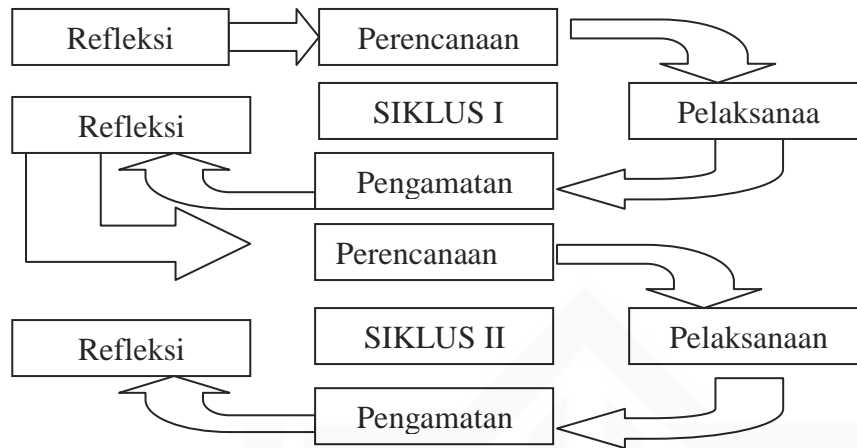 Refleksi
Perencanaan
SIKLUS I
Pelaksanaa
Refleksi
Pengamatan
Perencanaan
SIKLUS II
Pelaksanaan
Refleksi
Pengamatan